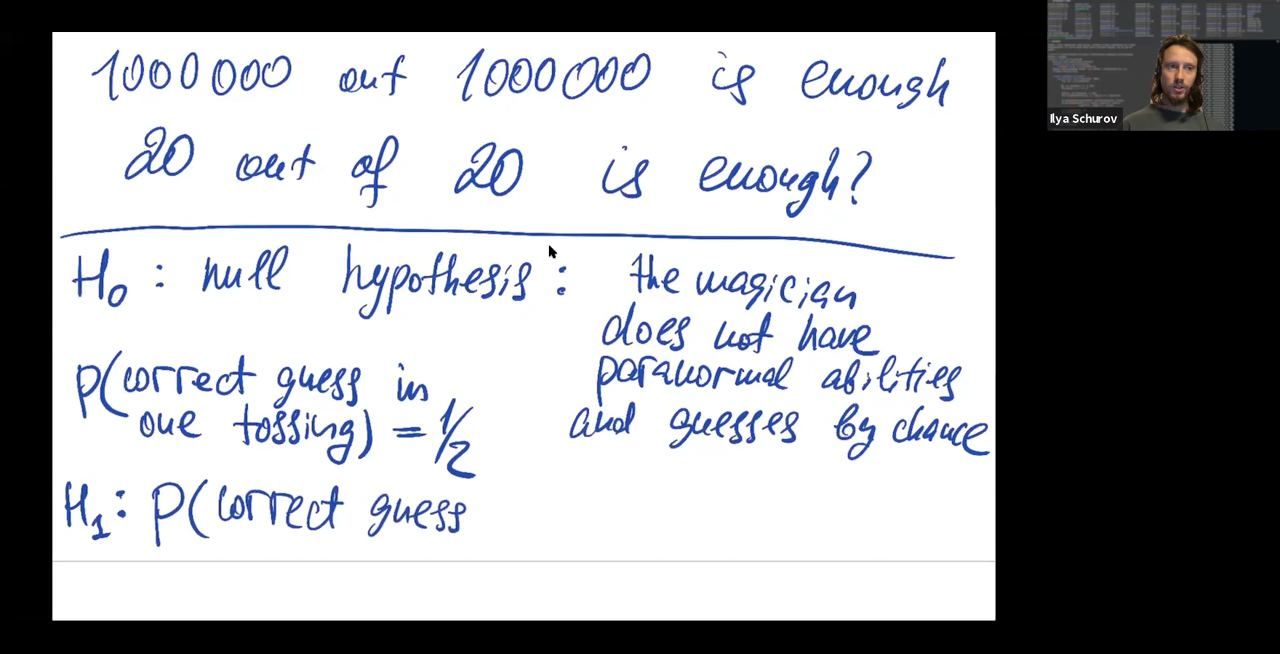 1000000 out 1000000 is enough
20 out of 20 is enough?
H0 : null hypothesis : the magician
does not have
paranormal abilities
and guesses by chance
P(correct guess in
one tossing) = 1/2
H1 : P(correct guess
Ilya Schurov